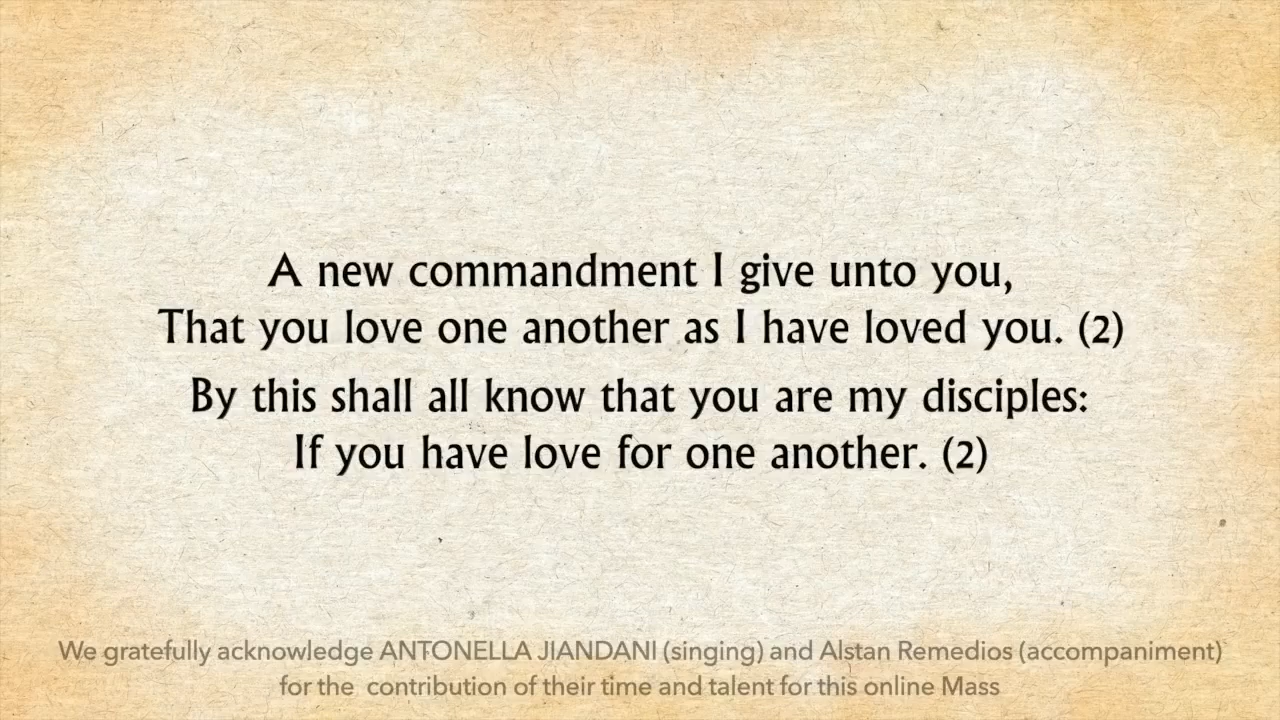 A new commandment I give unto you,
That you love one another as I have loved you. (2)
By this shall all know that you are my disciples:
If you have love for one another. (2)
We gratefully acknowledge ANTONELLA JIANDANI (singing) and Alstan Remedios (accompaniment)
for the  contribution of their time and talent for this online Mass